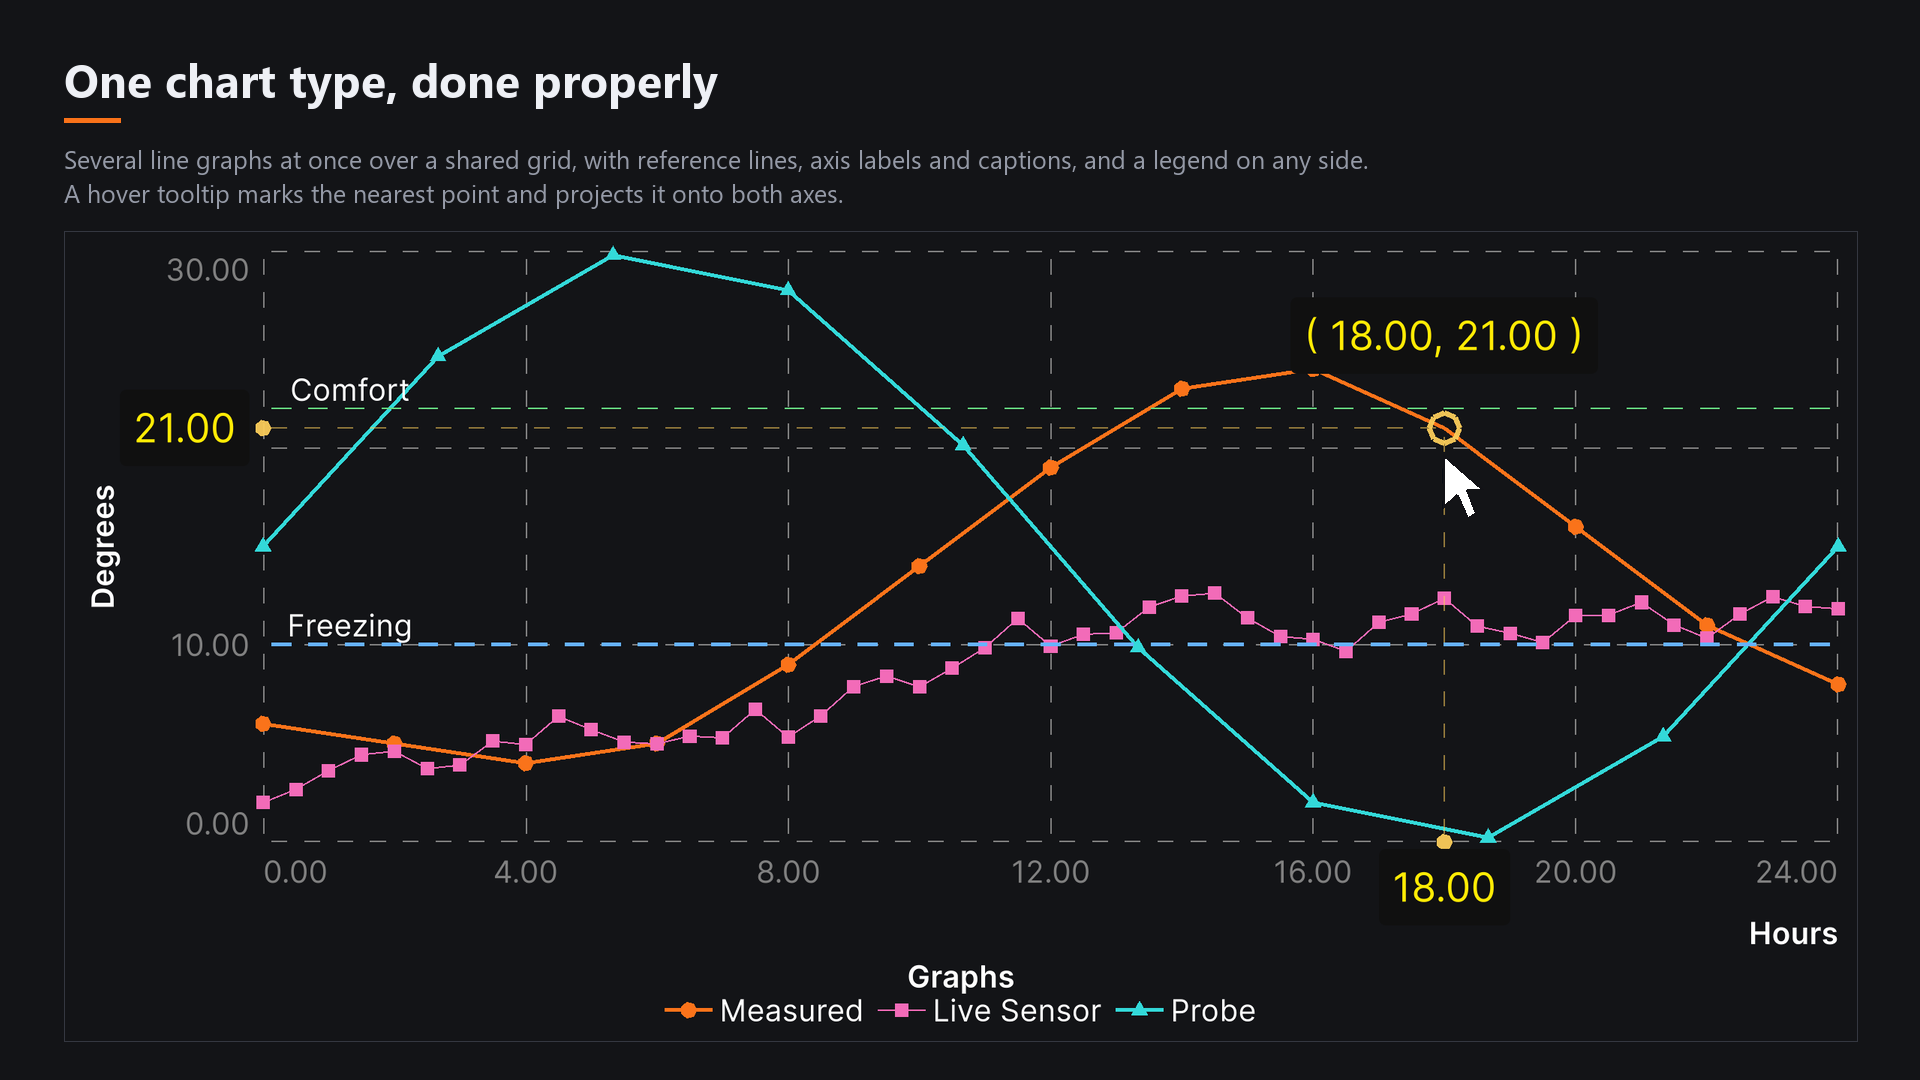 One chart type, done properly
Several line graphs at once over a shared grid, with reference lines, axis labels and captions, and a legend on any side.
A hover tooltip marks the nearest point and projects it onto both axes.
30.00
( 18.00, 21.00 )
Comfort
21.00
Degrees
Freezing
10.00
0.00
0.00 4.00 8.00 12.00 16.00 20.00 24.00
18.00
Hours
Graphs
Measured Live Sensor Probe